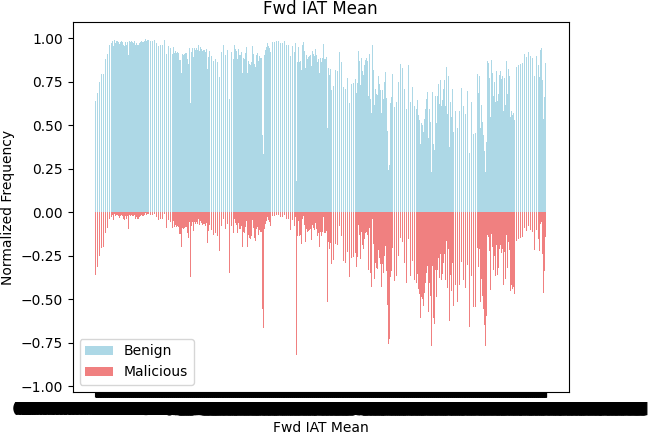 Fwd IAT Mean
1.00
0.75
0.50
0.25
0.00
−0.25
−0.50
−0.75
−1.00
Normalized Frequency
Benign
Malicious
Fwd IAT Mean